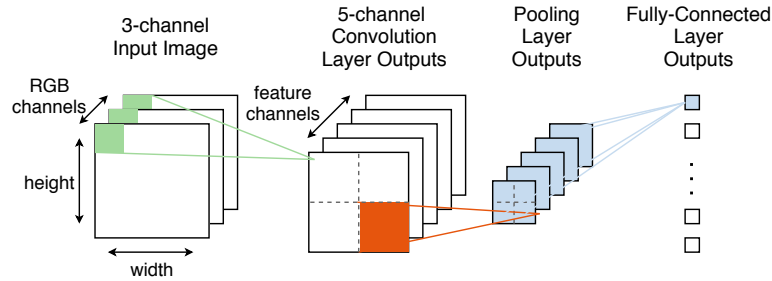 3-channel
Input Image
5-channel
Convolution
Layer Outputs
Pooling
Layer
Outputs
Fully-Connected
Layer
Outputs
RGB
channels
feature
channels
height
width